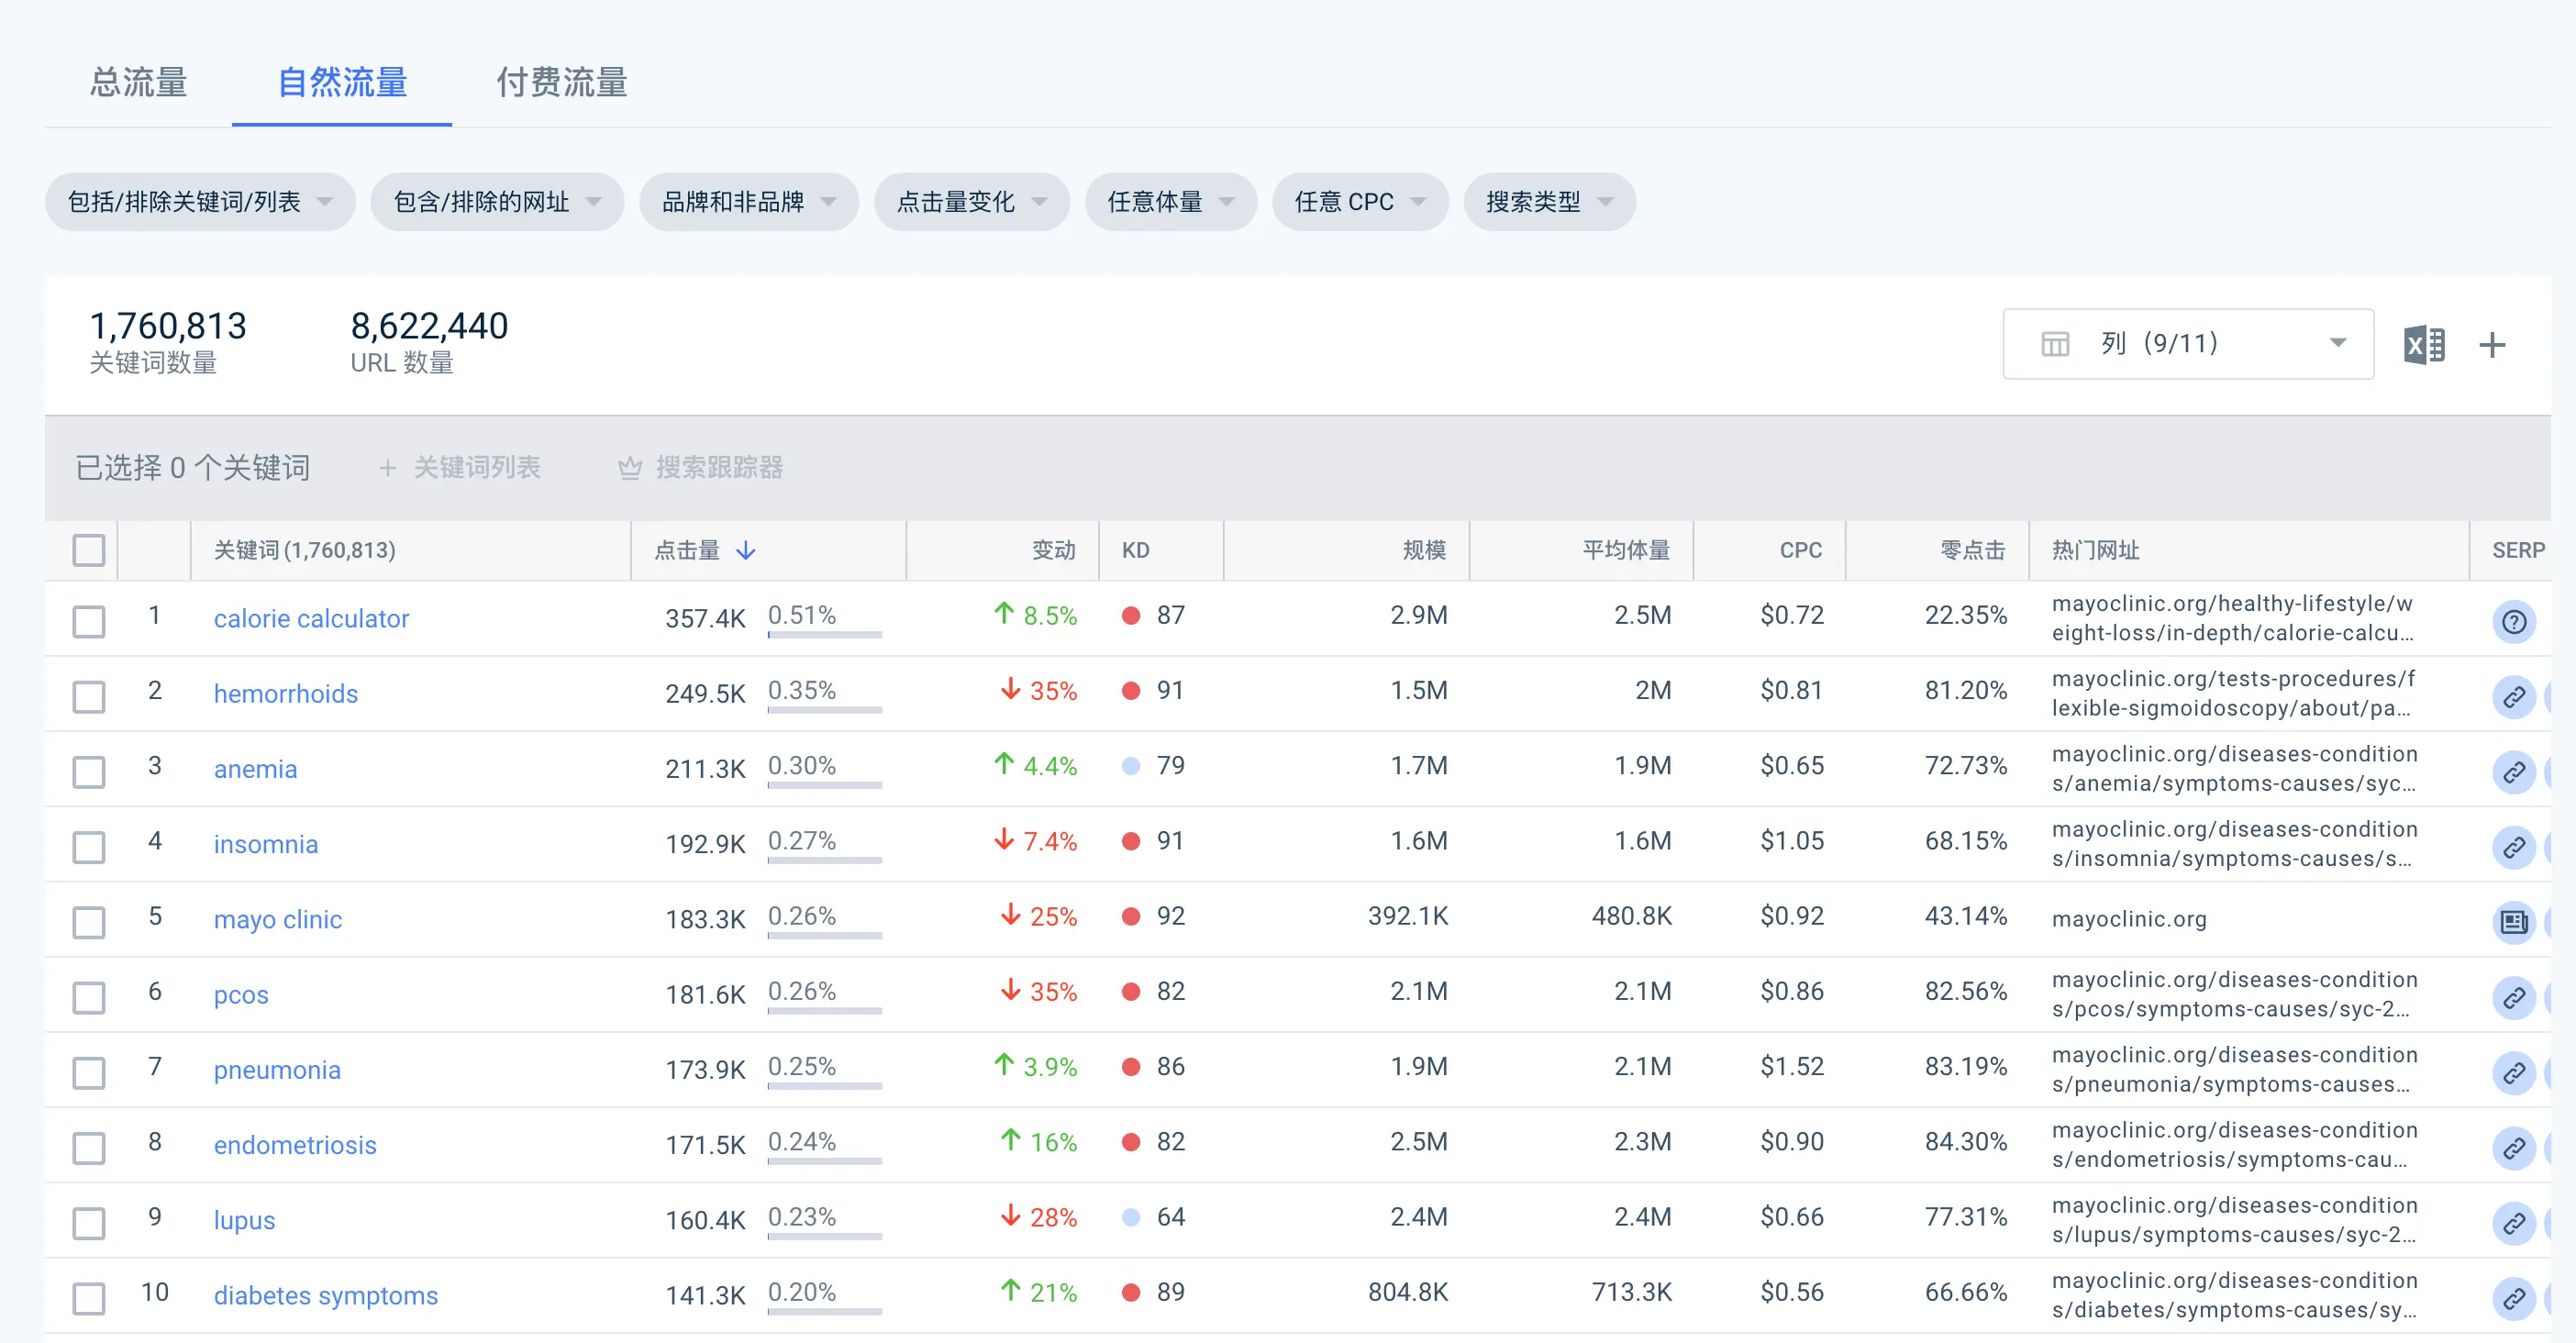 总流量 自然流量 付费流量
包括/排除关键词/列表 包含/排除的网址 品牌和非品牌 点击量变化 任意体量 任意 CPC 搜索类型
1,760,813 8,622,440
关键词数量 URL 数量
列（9/11）
已选择 0 个关键词 + 关键词列表 搜索跟踪器
关键词(1,760,813) 点击量 变动 KD 规模 平均体量 CPC 零点击 热门网址 SERP
1 calorie calculator 357.4K 0.51% 8.5% 87 2.9M 2.5M $0.72 22.35% mayoclinic.org/healthy-lifestyle/w
eight-loss/in-depth/calorie-calcu...
2 hemorrhoids 249.5K 0.35% 35% 91 1.5M 2M $0.81 81.20% mayoclinic.org/tests-procedures/f
lexible-sigmoidoscopy/about/pa...
3 anemia 211.3K 0.30% 4.4% 79 1.7M 1.9M $0.65 72.73% mayoclinic.org/diseases-condition
s/anemia/symptoms-causes/syc...
4 insomnia 192.9K 0.27% 7.4% 91 1.6M 1.6M $1.05 68.15% mayoclinic.org/diseases-condition
s/insomnia/symptoms-causes/s...
5 mayo clinic 183.3K 0.26% 25% 92 392.1K 480.8K $0.92 43.14% mayoclinic.org
6 pcos 181.6K 0.26% 35% 82 2.1M 2.1M $0.86 82.56% mayoclinic.org/diseases-condition
s/pcos/symptoms-causes/syc-2...
7 pneumonia 173.9K 0.25% 3.9% 86 1.9M 2.1M $1.52 83.19% mayoclinic.org/diseases-condition
s/pneumonia/symptoms-causes...
8 endometriosis 171.5K 0.24% 16% 82 2.5M 2.3M $0.90 84.30% mayoclinic.org/diseases-condition
s/endometriosis/symptoms-cau...
9 lupus 160.4K 0.23% 28% 64 2.4M 2.4M $0.66 77.31% mayoclinic.org/diseases-condition
s/lupus/symptoms-causes/syc-2...
10 diabetes symptoms 141.3K 0.20% 21% 89 804.8K 713.3K $0.56 66.66% mayoclinic.org/diseases-condition
s/diabetes/symptoms-causes/sy...